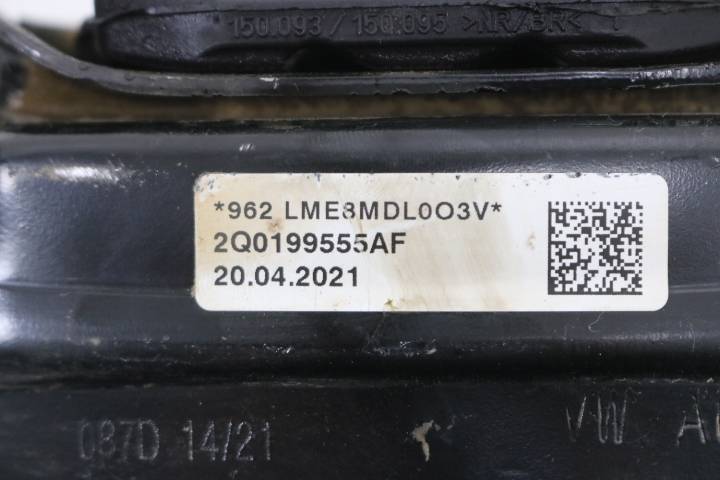 150.093 / 150.095 >NR/BR<
*962 LME8MDL0O3V*
2Q0199555AF
20.04.2021
087D 14/21
VW